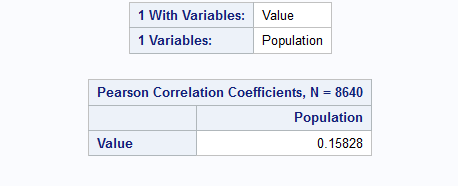 1 With Variables: Value
1 Variables: Population
Pearson Correlation Coefficients, N = 8640
Population
Value 0.15828